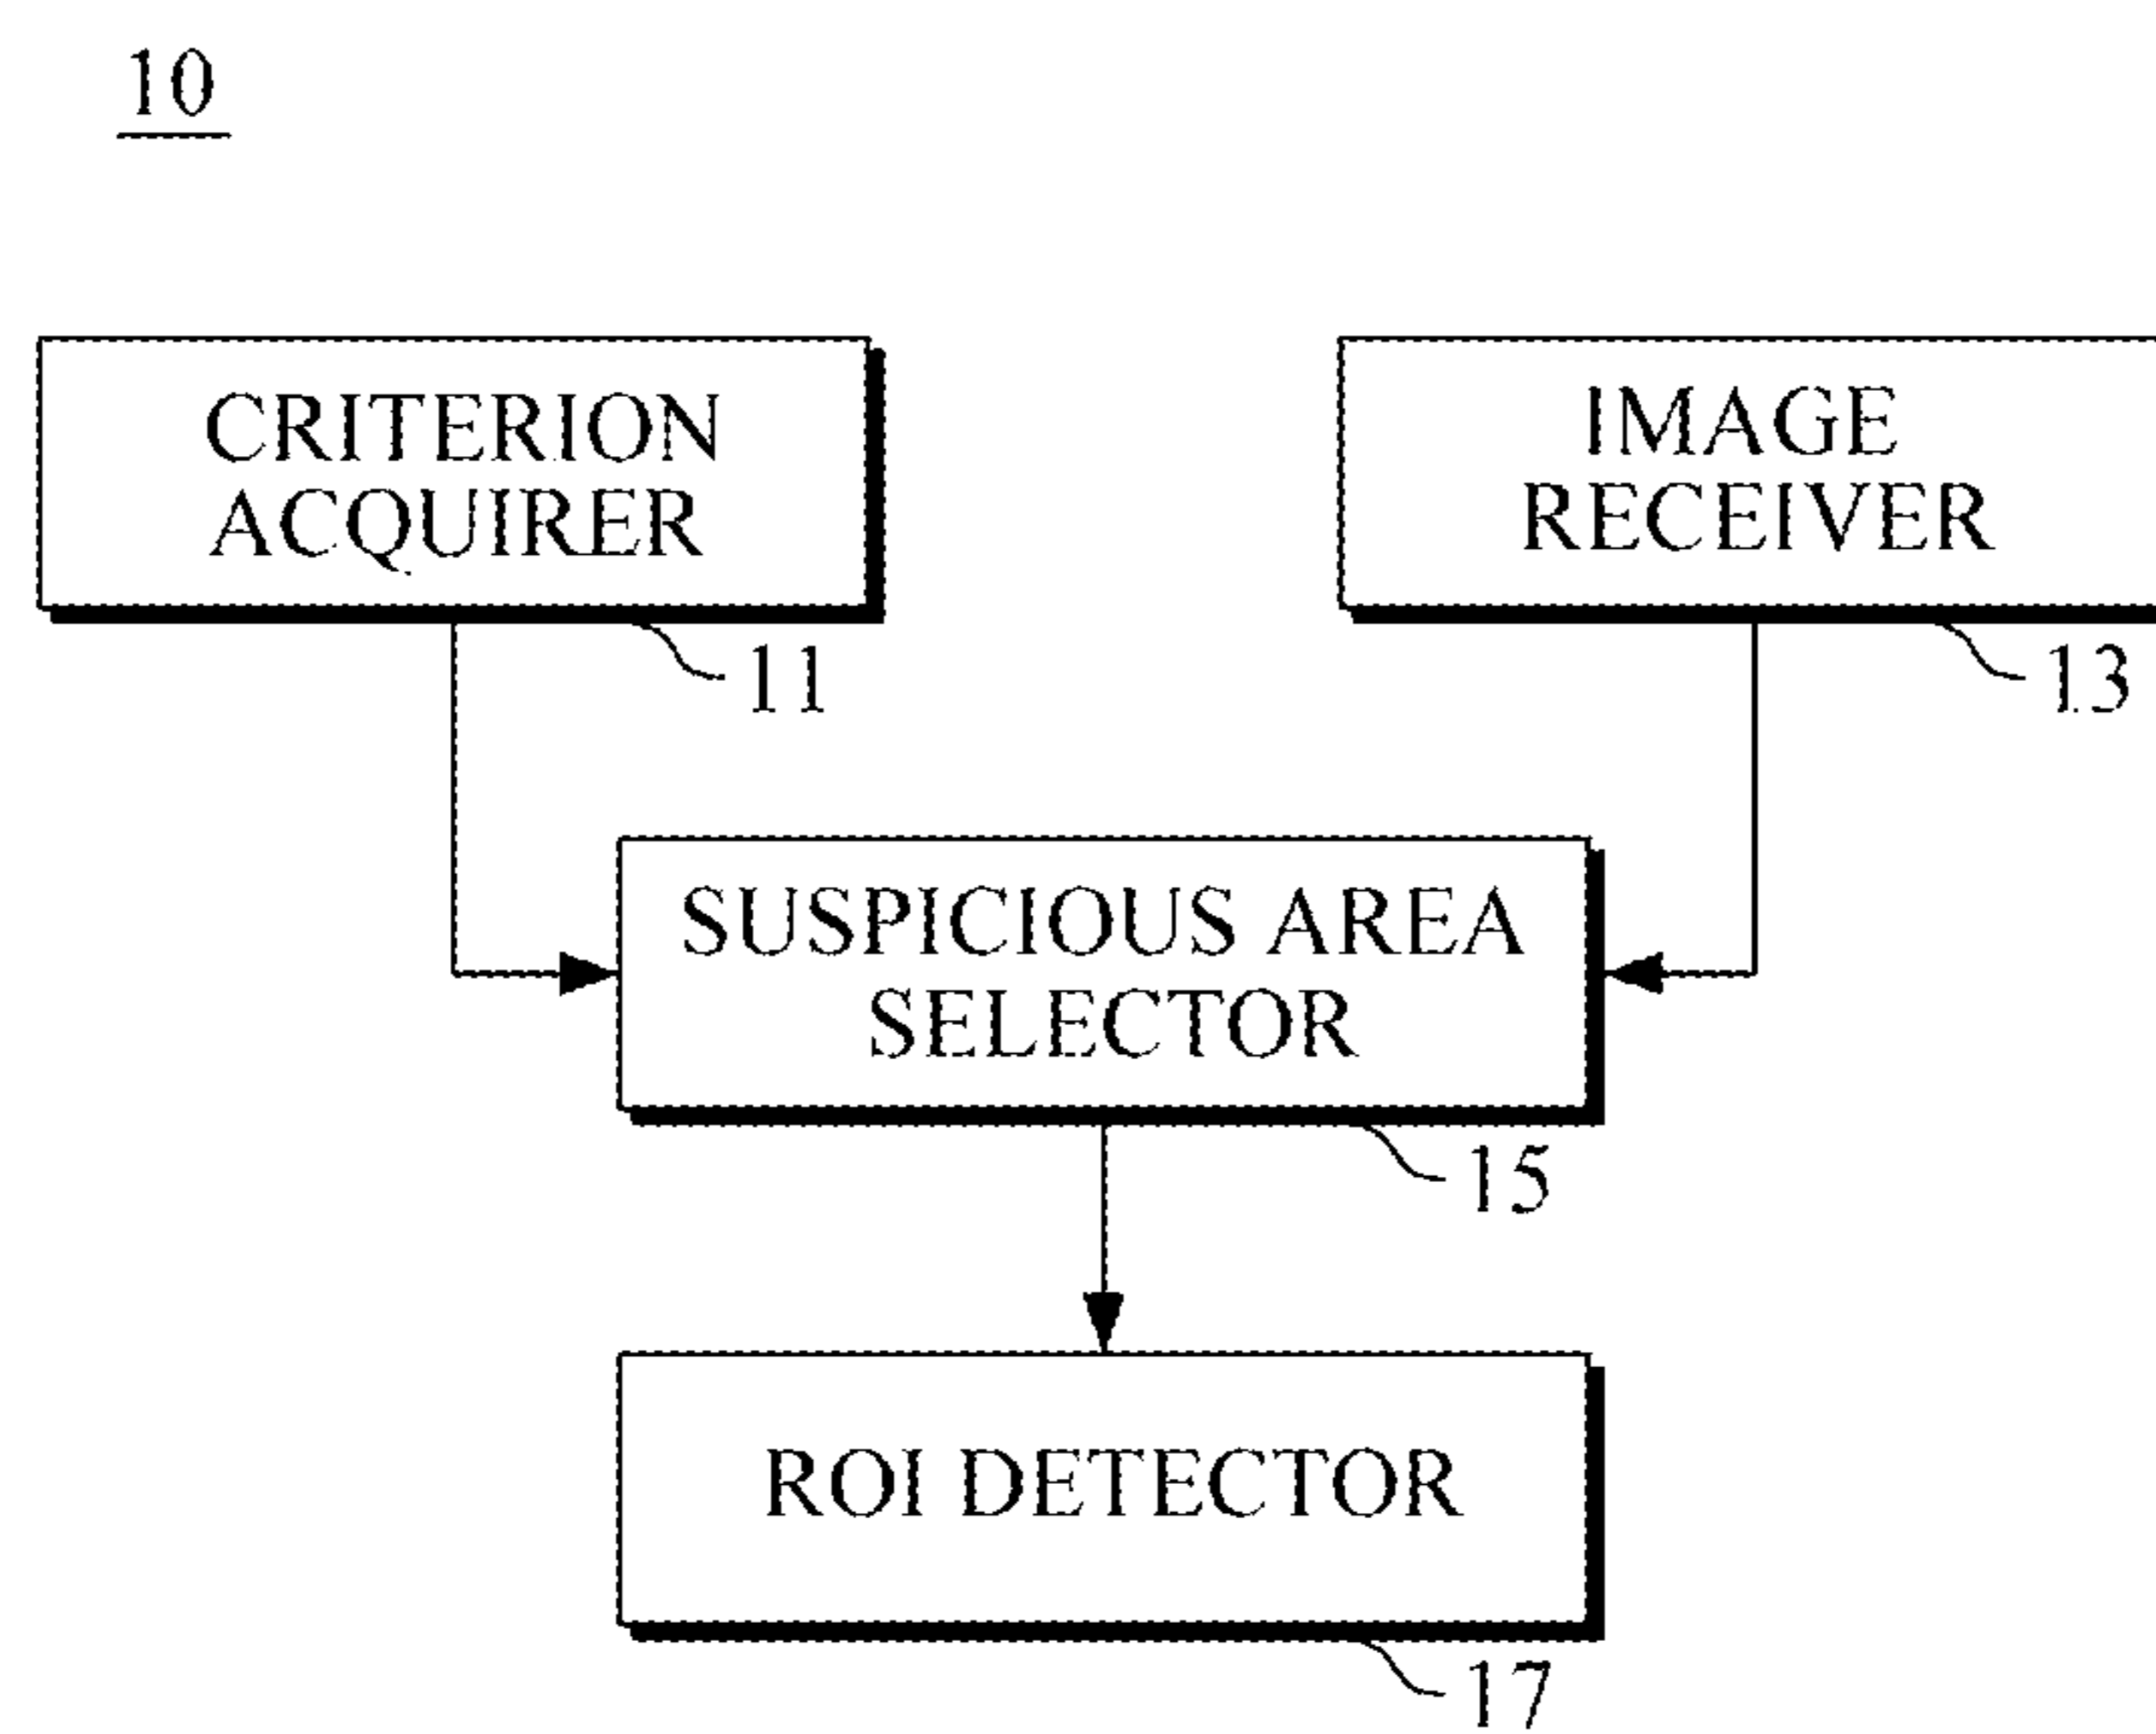 10
CRITERION
ACQUIRER
11
IMAGE
RECEIVER
13
SUSPICIOUS AREA
SELECTOR
15
ROI DETECTOR
17